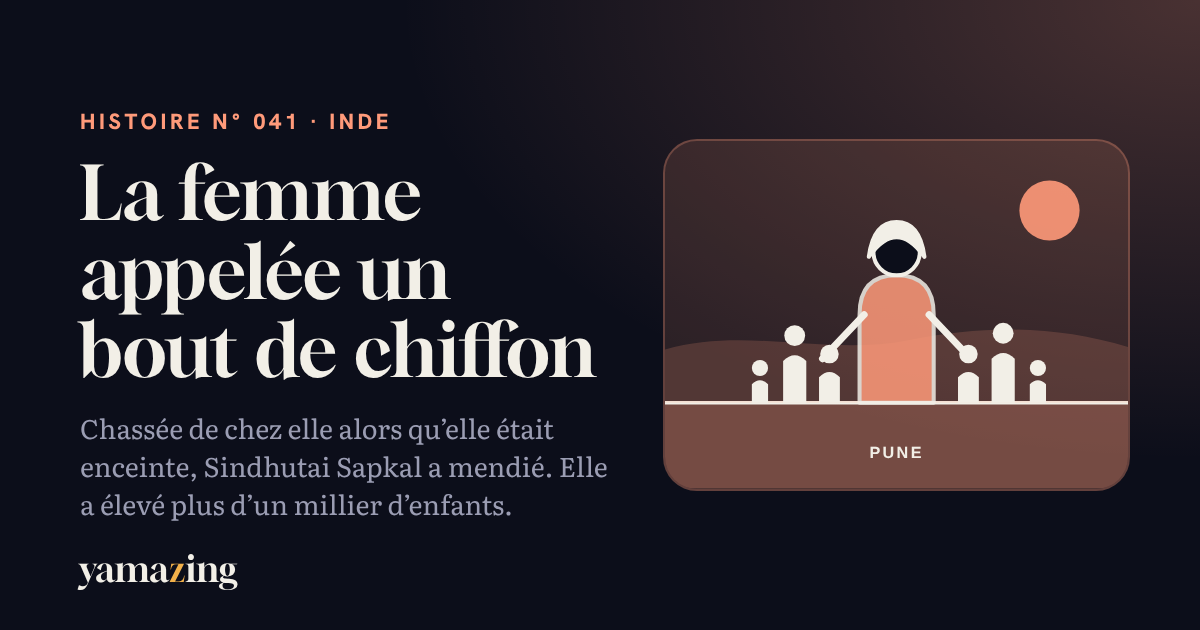 HISTOIRE N° 041 · INDE
La femme
appelée un
bout de chiffon
Chassée de chez elle alors qu’elle était
enceinte, Sindhutai Sapkal a mendié. Elle
a élevé plus d’un millier d’enfants.
PUNE
yamazing